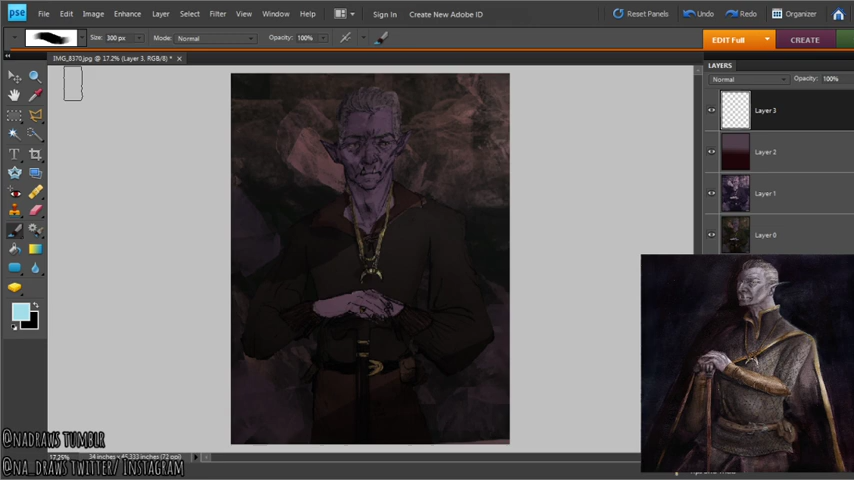 pse File Edit Image Enhance Layer Select Filter View Window Help Sign In Create New Adobe ID Reset Panels Undo Redo Organizer
Size: 300 px Mode: Normal Opacity: 100% EDIT Full CREATE
IMG_8370.jpg @ 17.2% (Layer 3, RGB/8) * ×
LAYERS
Normal Opacity: 100%
Layer 3
Layer 2
Layer 1
Layer 0
@nadraws tumblr
@na_draws twitter/ Instagram